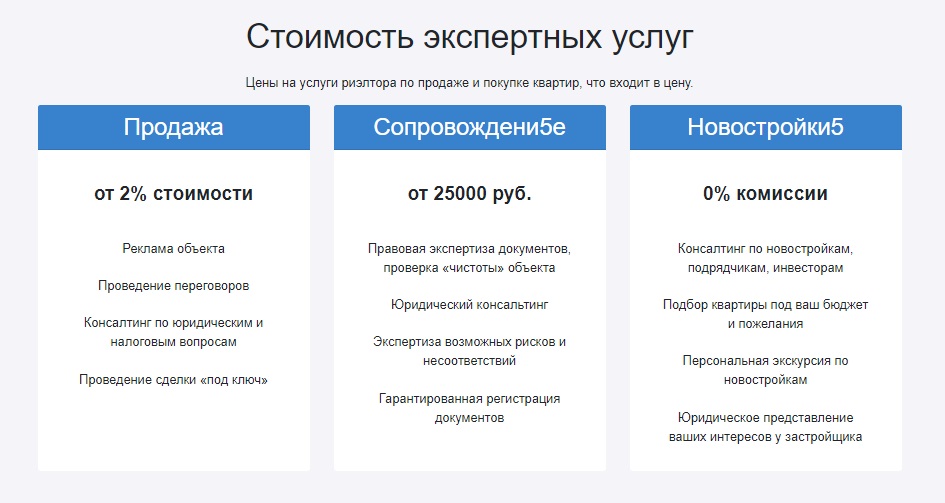 Стоимость экспертных услуг
Цены на услуги риэлтора по продаже и покупке квартир, что входит в цену.
Продажа
от 2% стоимости
Реклама объекта
Проведение переговоров
Консалтинг по юридическим и
налоговым вопросам
Проведение сделки «под ключ»
Сопровождени5е
от 25000 руб.
Правовая экспертиза документов,
проверка «чистоты» объекта
Юридический консальтинг
Экспертиза возможных рисков и
несоответствий
Гарантированная регистрация
документов
Новостройки5
0% комиссии
Консалтинг по новостройкам,
подрядчикам, инвесторам
Подбор квартиры под ваш бюджет
и пожелания
Персональная экскурсия по
новостройкам
Юридическое представление
ваших интересов у застройщика